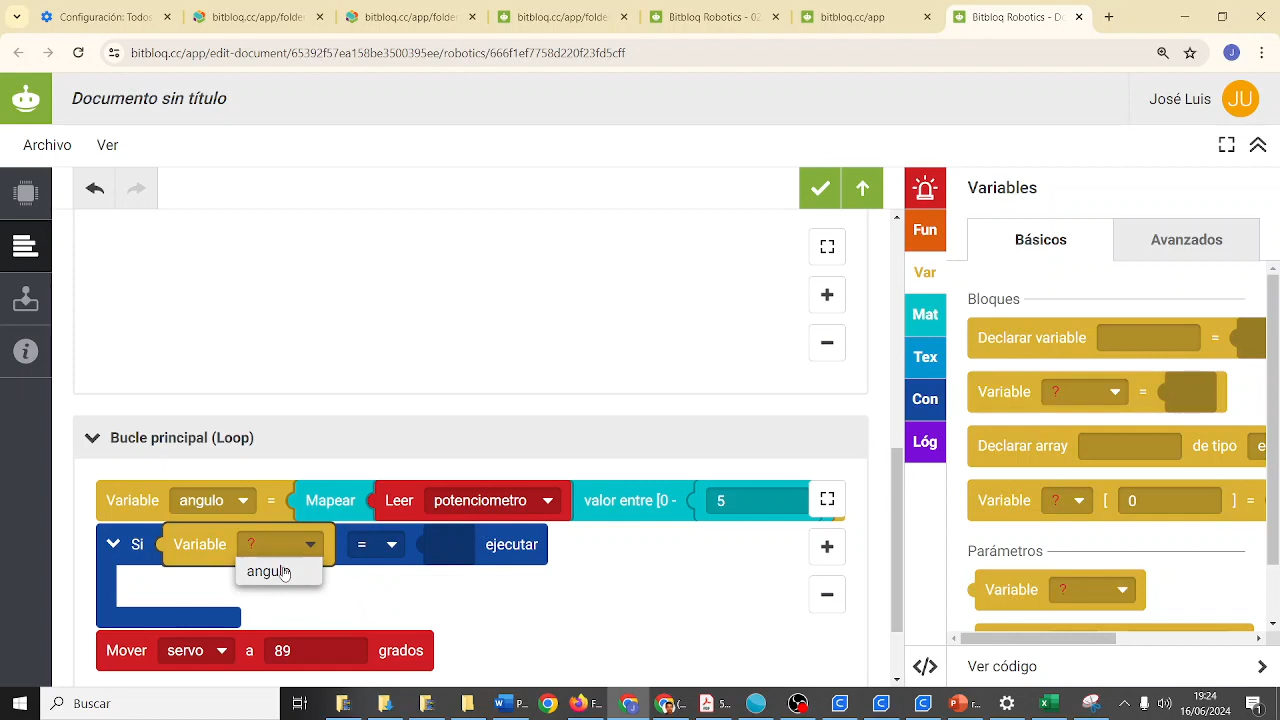 Configuración: Todos
bitbloq.cc/app/folde
bitbloq.cc/app/folde
bitbloq.cc/app/folde
Bitbloq Robotics - 02
bitbloq.cc/app
Bitbloq Robotics - Do
bitbloq.cc/app/edit-document/65392f57ea158be3500395ee/robotics/666f1ef7758d220f23fd5cff
J
Documento sin título
José Luis
JU
Archivo
Ver
Variables
Básicos
Avanzados
Fun
Var
Mat
Tex
Con
Lóg
Bloques
Declarar variable
=
Variable ? =
Declarar array
de tipo
Variable ? [ 0 ] =
Parámetros
Variable ?
Ver código
Bucle principal (Loop)
Variable angulo = Mapear Leer potenciometro valor entre [0 - 5
Si Variable ? = ejecutar
angulo
Mover servo a 89 grados
Buscar
19:24
16/06/2024